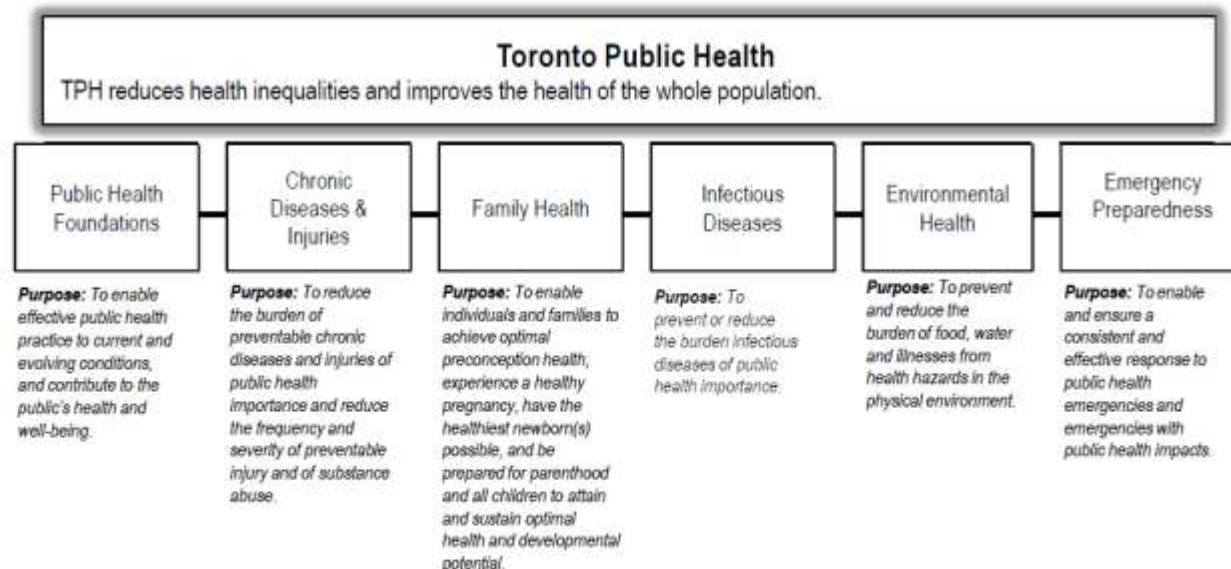 Toronto Public Health
TPH reduces health inequalities and improves the health of the whole population.
Public Health
Foundations
Purpose: To enable
effective public health
practice to current and
evolving conditions,
and contribute to the
public's health and
well-being.
Chronic
Diseases &
Injuries
Purpose: To reduce
the burden of
preventable chronic
diseases and injuries of
public health
importance and reduce
the frequency and
severity of preventable
injury and of substance
abuse.
Family Health
Purpose: To enable
individuals and families to
achieve optimal
preconception health,
experience a healthy
pregnancy, have the
healthiest newborn(s)
possible, and be
prepared for parenthood
and all children to attain
and sustain optimal
health and developmental
potential.
Infectious
Diseases
Purpose: To
prevent or reduce
the burden infectious
diseases of public
health importance.
Environmental
Health
Purpose: To prevent
and reduce the
burden of food, water
and illnesses from
health hazards in the
physical environment.
Emergency
Preparedness
Purpose: To enable
and ensure a
consistent and
effective response to
public health
emergencies and
emergencies with
public health impacts.